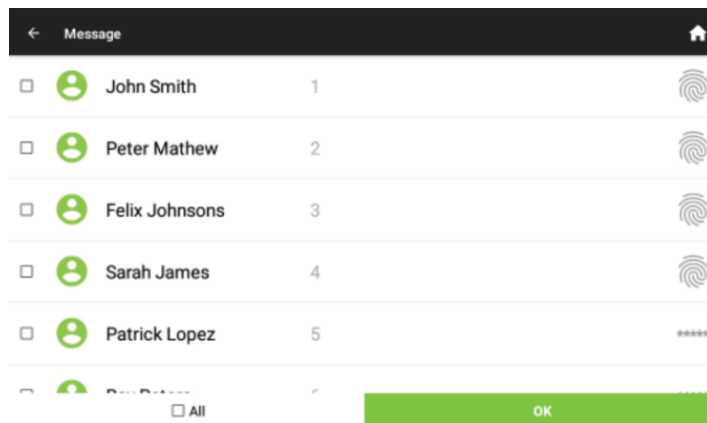 Message
John Smith 1
Peter Mathew 2
Felix Johnsons 3
Sarah James 4
Patrick Lopez 5 *****
All OK